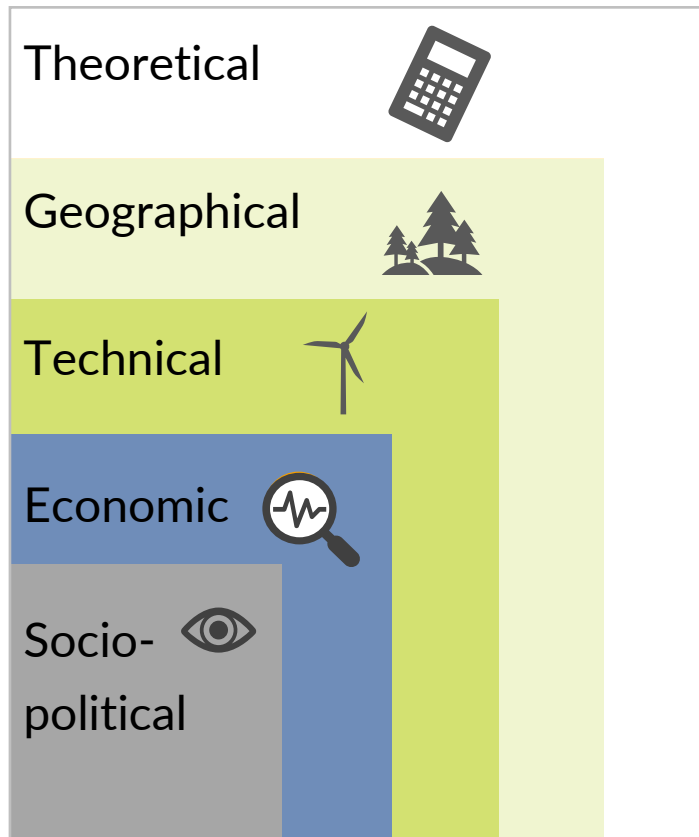 Theoretical
Geographical
Technical
Economic
Socio-
political